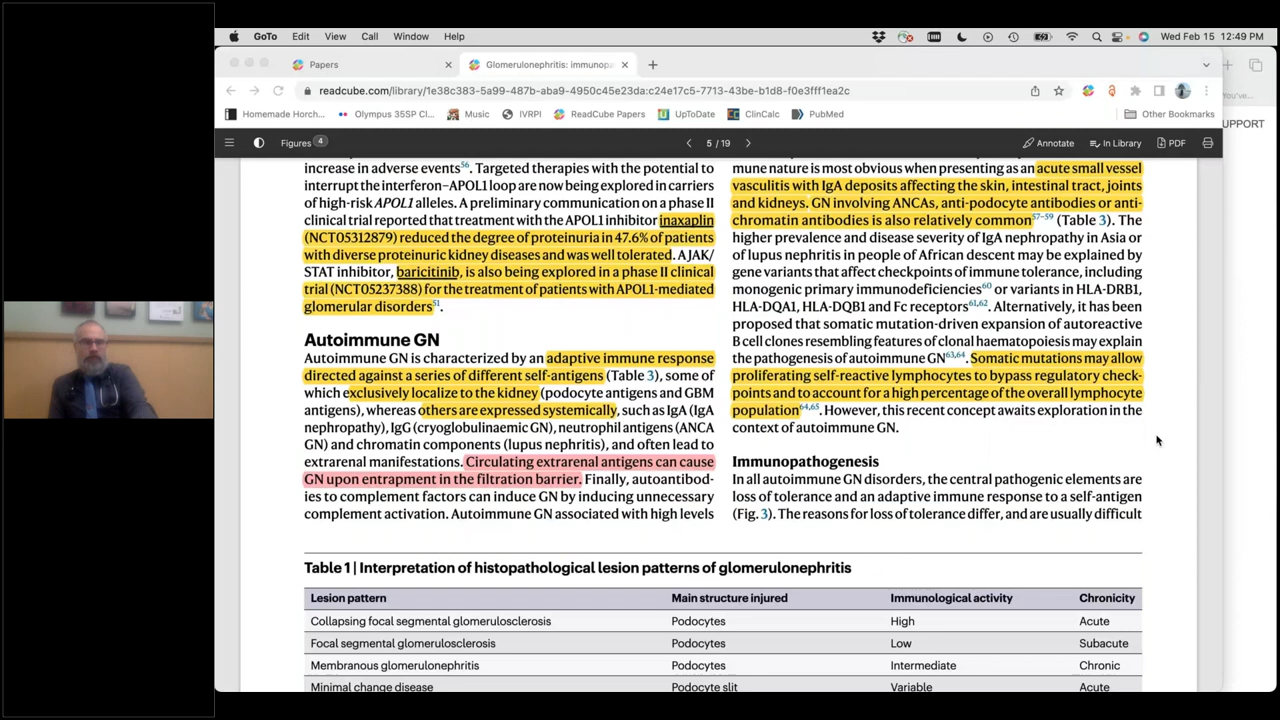 GoTo Edit View Call Window Help Wed Feb 15 12:49 PM
Papers
Glomerulonephritis: immunopa
readcube.com/library/1e38c383-5a99-487b-aba9-4950c45e23da:c24e17c5-7713-43be-b1d8-f0e3fff1ea2c
Homemade Horch... Olympus 35SP Cl... Music IVRPI ReadCube Papers UpToDate ClinCalc PubMed Other Bookmarks
You've...
UPPORT
Figures 4 5 / 19 Annotate In Library PDF
increase in adverse events56. Targeted therapies with the potential to
interrupt the interferon–APOL1 loop are now being explored in carriers
of high-risk APOL1 alleles. A preliminary communication on a phase II
clinical trial reported that treatment with the APOL1 inhibitor inaxaplin
(NCT05312879) reduced the degree of proteinuria in 47.6% of patients
with diverse proteinuric kidney diseases and was well tolerated. A JAK/
STAT inhibitor, baricitinib, is also being explored in a phase II clinical
trial (NCT05237388) for the treatment of patients with APOL1-mediated
glomerular disorders51.
Autoimmune GN
Autoimmune GN is characterized by an adaptive immune response
directed against a series of different self-antigens (Table 3), some of
which exclusively localize to the kidney (podocyte antigens and GBM
antigens), whereas others are expressed systemically, such as IgA (IgA
nephropathy), IgG (cryoglobulinaemic GN), neutrophil antigens (ANCA
GN) and chromatin components (lupus nephritis), and often lead to
extrarenal manifestations. Circulating extrarenal antigens can cause
GN upon entrapment in the filtration barrier. Finally, autoantibod-
ies to complement factors can induce GN by inducing unnecessary
complement activation. Autoimmune GN associated with high levels
mune nature is most obvious when presenting as an acute small vessel
vasculitis with IgA deposits affecting the skin, intestinal tract, joints
and kidneys. GN involving ANCAs, anti-podocyte antibodies or anti-
chromatin antibodies is also relatively common57–59 (Table 3). The
higher prevalence and disease severity of IgA nephropathy in Asia or
of lupus nephritis in people of African descent may be explained by
gene variants that affect checkpoints of immune tolerance, including
monogenic primary immunodeficiencies60 or variants in HLA-DRB1,
HLA-DQA1, HLA-DQB1 and Fc receptors61,62. Alternatively, it has been
proposed that somatic mutation-driven expansion of autoreactive
B cell clones resembling features of clonal haematopoiesis may explain
the pathogenesis of autoimmune GN63,64. Somatic mutations may allow
proliferating self-reactive lymphocytes to bypass regulatory check-
points and to account for a high percentage of the overall lymphocyte
population64,65. However, this recent concept awaits exploration in the
context of autoimmune GN.
Immunopathogenesis
In all autoimmune GN disorders, the central pathogenic elements are
loss of tolerance and an adaptive immune response to a self-antigen
(Fig. 3). The reasons for loss of tolerance differ, and are usually difficult
Table 1 | Interpretation of histopathological lesion patterns of glomerulonephritis
Lesion pattern Main structure injured Immunological activity Chronicity
Collapsing focal segmental glomerulosclerosis Podocytes High Acute
Focal segmental glomerulosclerosis Podocytes Low Subacute
Membranous glomerulonephritis Podocytes Intermediate Chronic
Minimal change disease Podocyte slit Variable Acute